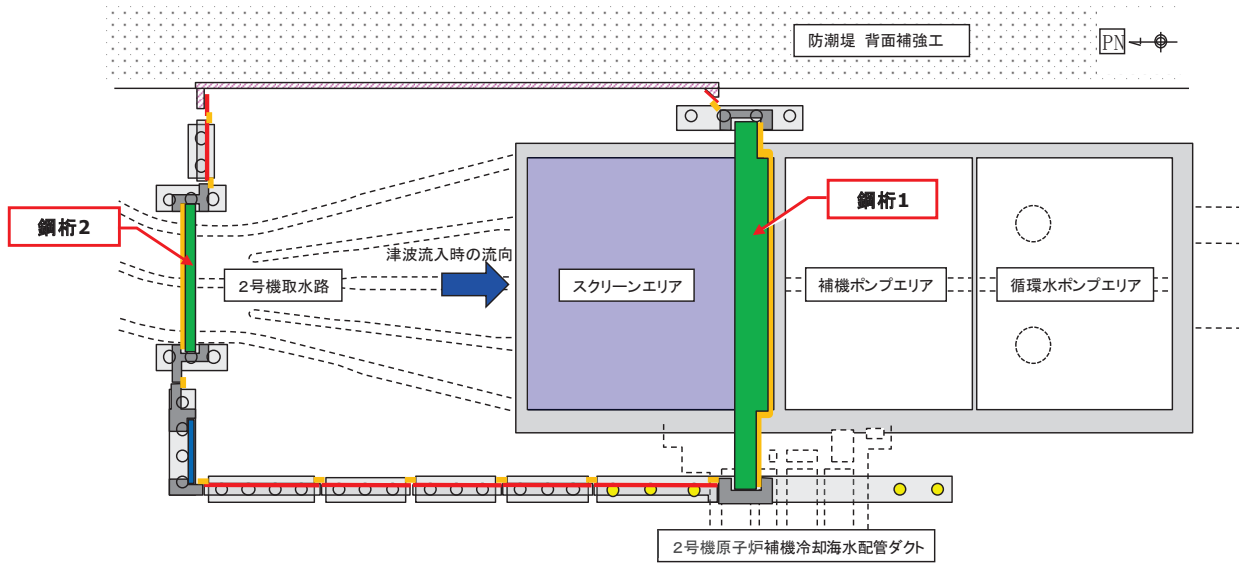 防潮堤 背面補強工
PN
鋼桁1
鋼桁2
津波流入時の流向
2号機取水路
スクリーンエリア
補機ポンプエリア
循環水ポンプエリア
2号機原子炉補機冷却海水配管ダクト